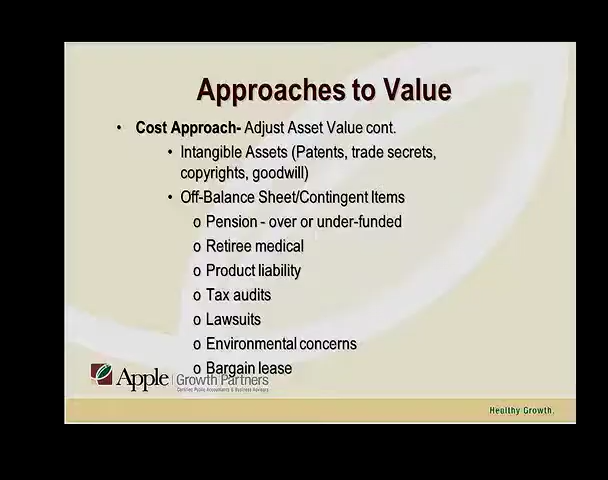 Approaches to Value
• Cost Approach- Adjust Asset Value cont.
• Intangible Assets (Patents, trade secrets,
copyrights, goodwill)
• Off-Balance Sheet/Contingent Items
o Pension - over or under-funded
o Retiree medical
o Product liability
o Tax audits
o Lawsuits
o Environmental concerns
o Bargain lease
Apple | Growth Partners
Certified Public Accountants & Business Advisors
Healthy Growth.